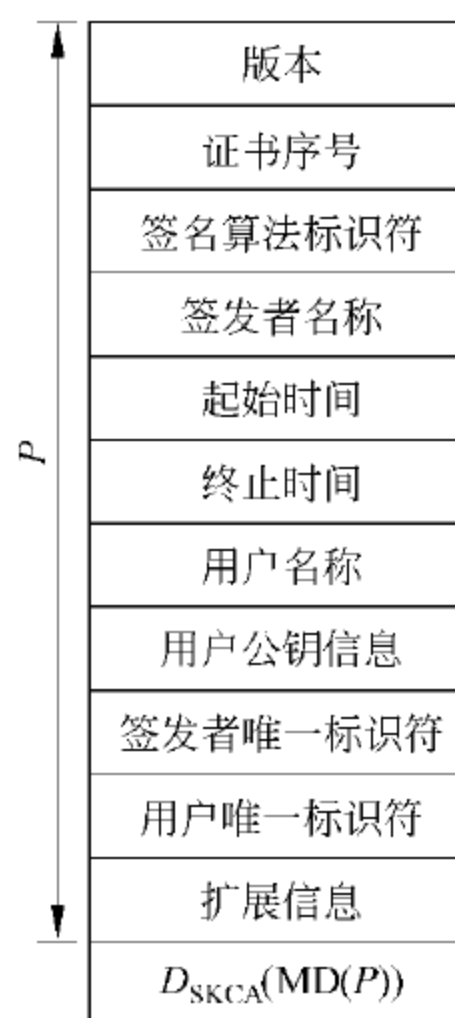 版本
证书序号
签名算法标识符
签发者名称
起始时间
P
终止时间
用户名称
用户公钥信息
签发者唯一标识符
用户唯一标识符
扩展信息
D_SKCA(MD(P))